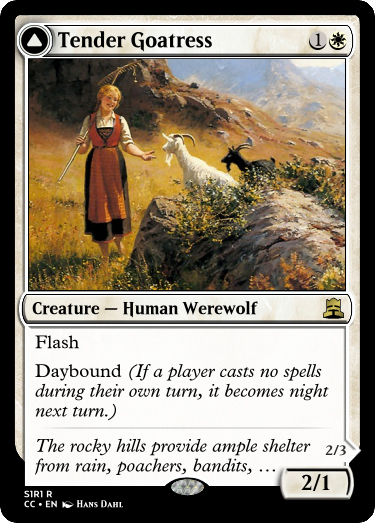 Tender Goatress 1
Creature — Human Werewolf
Flash
Daybound (If a player casts no spells
during their own turn, it becomes night
next turn.)
The rocky hills provide ample shelter
from rain, poachers, bandits, …
2/3
2/1
S1R1 R
CC • EN Hans Dahl